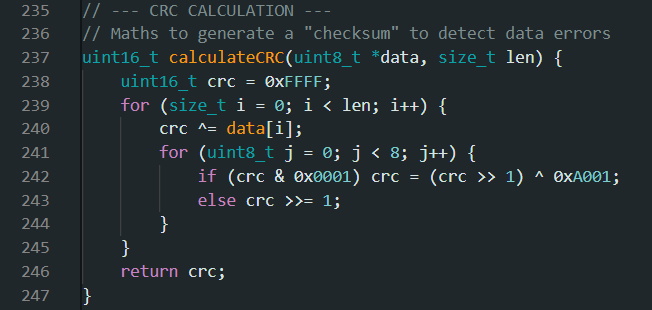 235 // --- CRC CALCULATION ---
236 // Maths to generate a "checksum" to detect data errors
237 uint16_t calculateCRC(uint8_t *data, size_t len) {
238     uint16_t crc = 0xFFFF;
239     for (size_t i = 0; i < len; i++) {
240         crc ^= data[i];
241         for (uint8_t j = 0; j < 8; j++) {
242             if (crc & 0x0001) crc = (crc >> 1) ^ 0xA001;
243             else crc >>= 1;
244         }
245     }
246     return crc;
247 }